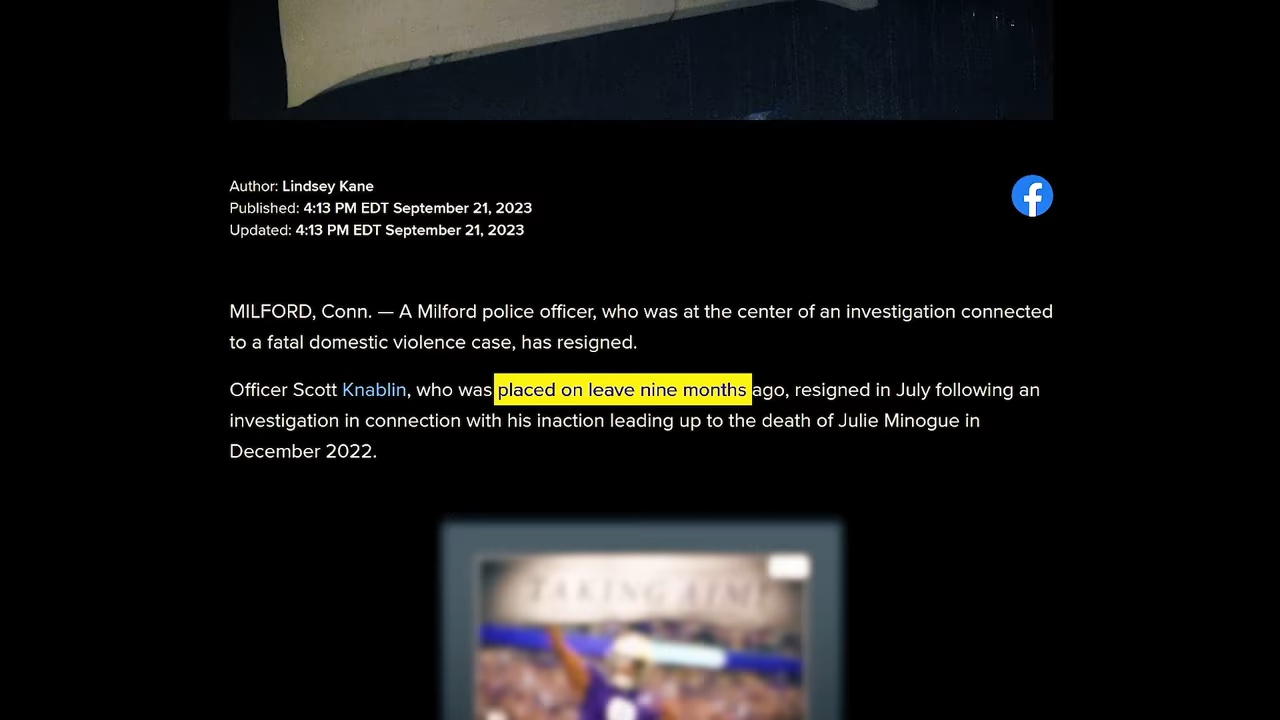 Author: Lindsey Kane
Published: 4:13 PM EDT September 21, 2023
Updated: 4:13 PM EDT September 21, 2023
MILFORD, Conn. — A Milford police officer, who was at the center of an investigation connected
to a fatal domestic violence case, has resigned.
Officer Scott Knablin, who was placed on leave nine months ago, resigned in July following an
investigation in connection with his inaction leading up to the death of Julie Minogue in
December 2022.
TAKING AIM